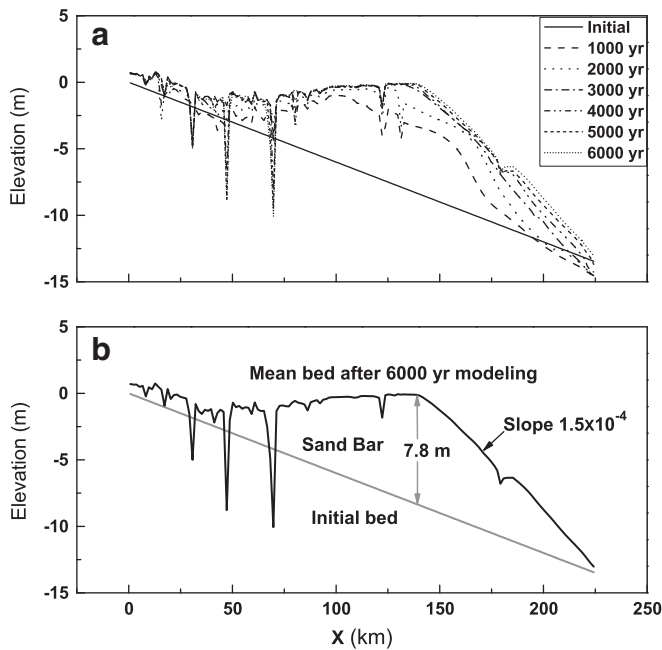 a
Initial
1000 yr
2000 yr
3000 yr
4000 yr
5000 yr
6000 yr
5
0
-5
-10
-15
Elevation (m)
b
Mean bed after 6000 yr modeling
Slope 1.5x10⁻⁴
Sand Bar
7.8 m
Initial bed
5
0
-5
-10
-15
Elevation (m)
0 50 100 150 200 250
X (km)